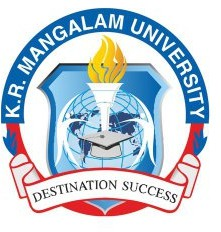 K.R. MANGALAM UNIVERSITY
DESTINATION SUCCESS